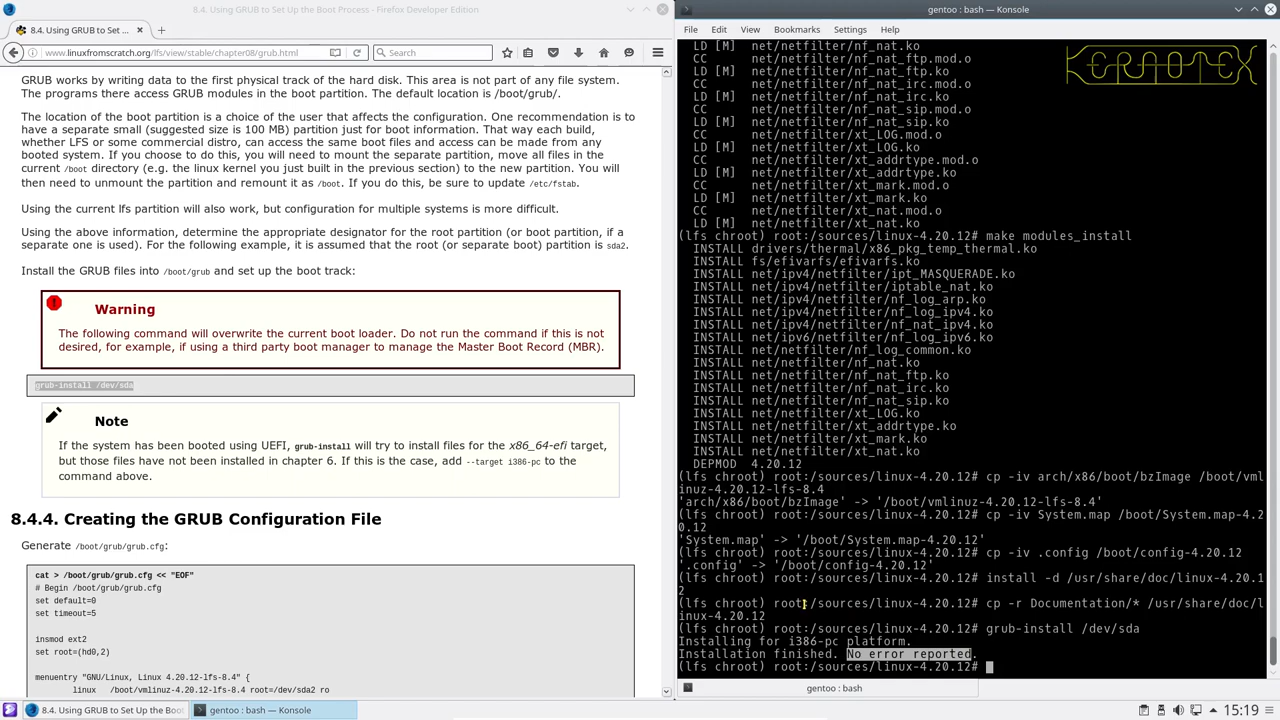 8.4. Using GRUB to Set Up the Boot Process - Firefox Developer Edition
8.4. Using GRUB to Set ...
www.linuxfromscratch.org/lfs/view/stable/chapter08/grub.html
Search
GRUB works by writing data to the first physical track of the hard disk. This area is not part of any file system.
The programs there access GRUB modules in the boot partition. The default location is /boot/grub/.
The location of the boot partition is a choice of the user that affects the configuration. One recommendation is to
have a separate small (suggested size is 100 MB) partition just for boot information. That way each build,
whether LFS or some commercial distro, can access the same boot files and access can be made from any
booted system. If you choose to do this, you will need to mount the separate partition, move all files in the
current /boot directory (e.g. the linux kernel you just built in the previous section) to the new partition. You will
then need to unmount the partition and remount it as /boot. If you do this, be sure to update /etc/fstab.
Using the current lfs partition will also work, but configuration for multiple systems is more difficult.
Using the above information, determine the appropriate designator for the root partition (or boot partition, if a
separate one is used). For the following example, it is assumed that the root (or separate boot) partition is sda2.
Install the GRUB files into /boot/grub and set up the boot track:
Warning
The following command will overwrite the current boot loader. Do not run the command if this is not
desired, for example, if using a third party boot manager to manage the Master Boot Record (MBR).
grub-install /dev/sda
Note
If the system has been booted using UEFI, grub-install will try to install files for the x86_64-efi target,
but those files have not been installed in chapter 6. If this is the case, add --target i386-pc to the
command above.
8.4.4. Creating the GRUB Configuration File
Generate /boot/grub/grub.cfg:
cat > /boot/grub/grub.cfg << "EOF"
# Begin /boot/grub/grub.cfg
set default=0
set timeout=5
insmod ext2
set root=(hd0,2)
menuentry "GNU/Linux, Linux 4.20.12-lfs-8.4" {
linux /boot/vmlinuz-4.20.12-lfs-8.4 root=/dev/sda2 ro
gentoo : bash — Konsole
File Edit View Bookmarks Settings Help
KERAOTEX
LD [M] net/netfilter/nf_nat.ko
CC net/netfilter/nf_nat_ftp.mod.o
LD [M] net/netfilter/nf_nat_ftp.ko
CC net/netfilter/nf_nat_irc.mod.o
LD [M] net/netfilter/nf_nat_irc.ko
CC net/netfilter/nf_nat_sip.mod.o
LD [M] net/netfilter/nf_nat_sip.ko
CC net/netfilter/xt_LOG.mod.o
LD [M] net/netfilter/xt_LOG.ko
CC net/netfilter/xt_addrtype.mod.o
LD [M] net/netfilter/xt_addrtype.ko
CC net/netfilter/xt_mark.mod.o
LD [M] net/netfilter/xt_mark.ko
CC net/netfilter/xt_nat.mod.o
LD [M] net/netfilter/xt_nat.ko
(lfs chroot) root:/sources/linux-4.20.12# make modules_install
INSTALL drivers/thermal/x86_pkg_temp_thermal.ko
INSTALL fs/efivarfs/efivarfs.ko
INSTALL net/ipv4/netfilter/ipt_MASQUERADE.ko
INSTALL net/ipv4/netfilter/iptable_nat.ko
INSTALL net/ipv4/netfilter/nf_log_arp.ko
INSTALL net/ipv4/netfilter/nf_log_ipv4.ko
INSTALL net/ipv4/netfilter/nf_nat_ipv4.ko
INSTALL net/ipv6/netfilter/nf_log_ipv6.ko
INSTALL net/netfilter/nf_log_common.ko
INSTALL net/netfilter/nf_nat.ko
INSTALL net/netfilter/nf_nat_ftp.ko
INSTALL net/netfilter/nf_nat_irc.ko
INSTALL net/netfilter/nf_nat_sip.ko
INSTALL net/netfilter/xt_LOG.ko
INSTALL net/netfilter/xt_addrtype.ko
INSTALL net/netfilter/xt_mark.ko
INSTALL net/netfilter/xt_nat.ko
DEPMOD 4.20.12
(lfs chroot) root:/sources/linux-4.20.12# cp -iv arch/x86/boot/bzImage /boot/vml
inuz-4.20.12-lfs-8.4
'arch/x86/boot/bzImage' -> '/boot/vmlinuz-4.20.12-lfs-8.4'
(lfs chroot) root:/sources/linux-4.20.12# cp -iv System.map /boot/System.map-4.2
0.12
'System.map' -> '/boot/System.map-4.20.12'
(lfs chroot) root:/sources/linux-4.20.12# cp -iv .config /boot/config-4.20.12
'.config' -> '/boot/config-4.20.12'
(lfs chroot) root:/sources/linux-4.20.12# install -d /usr/share/doc/linux-4.20.1
2
(lfs chroot) root:/sources/linux-4.20.12# cp -r Documentation/* /usr/share/doc/l
inux-4.20.12
(lfs chroot) root:/sources/linux-4.20.12# grub-install /dev/sda
Installing for i386-pc platform.
Installation finished. No error reported.
(lfs chroot) root:/sources/linux-4.20.12#
gentoo : bash
8.4. Using GRUB to Set Up the Boot
gentoo : bash — Konsole
15:19